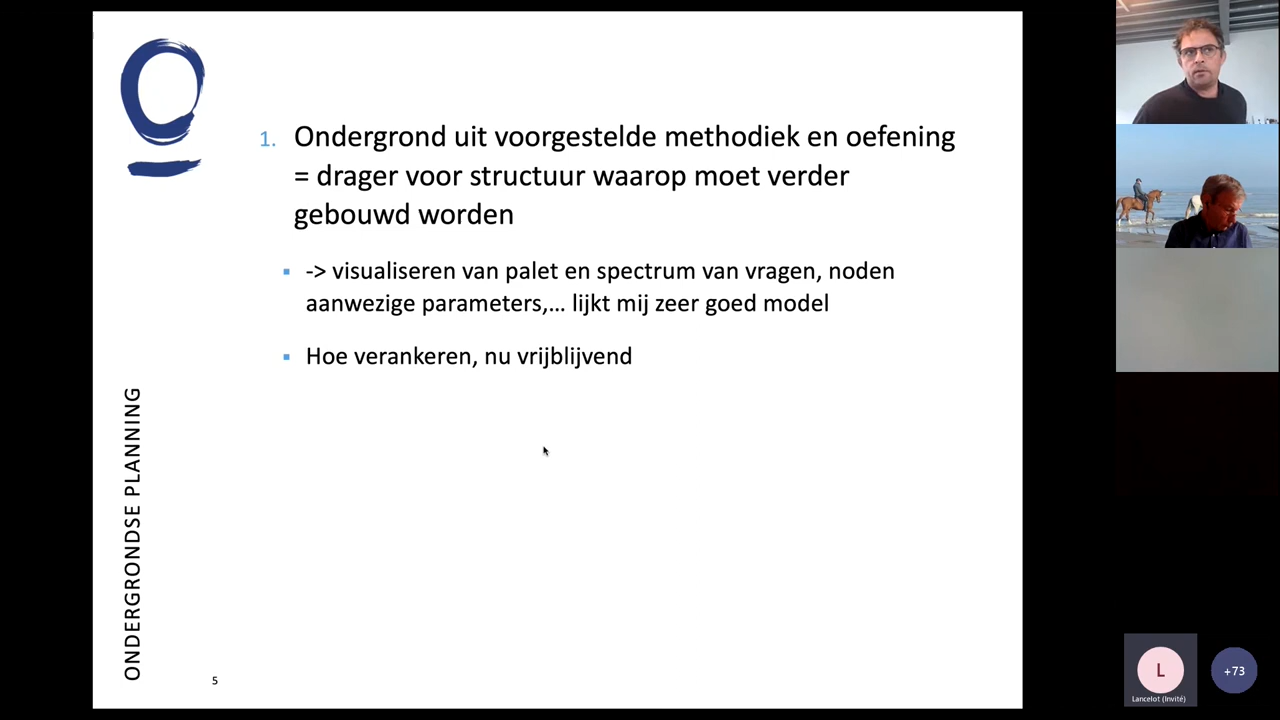 1. Ondergrond uit voorgestelde methodiek en oefening
= drager voor structuur waarop moet verder
gebouwd worden
▪ -> visualiseren van palet en spectrum van vragen, noden
aanwezige parameters,... lijkt mij zeer goed model
▪ Hoe verankeren, nu vrijblijvend
ONDERGRONDSE PLANNING
5
L
Lancelot (Invité)
+73